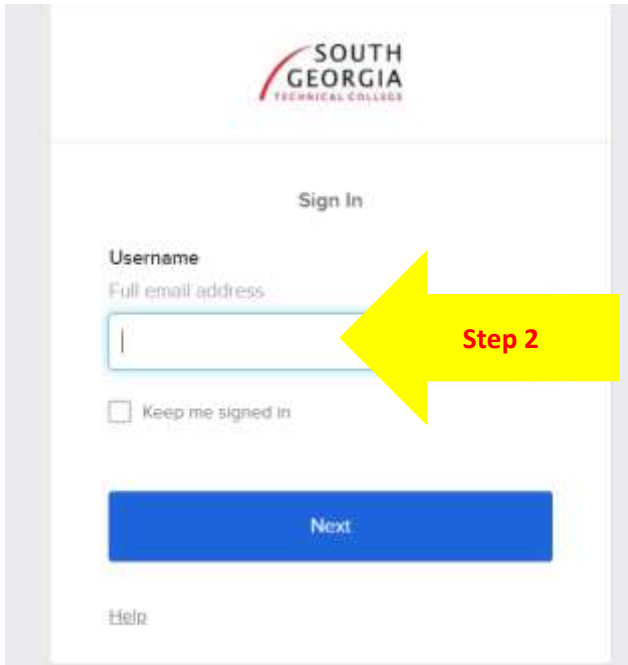 SOUTH
GEORGIA
TECHNICAL COLLEGE
Sign In
Username
Full email address
Step 2
Keep me signed in
Next
Help